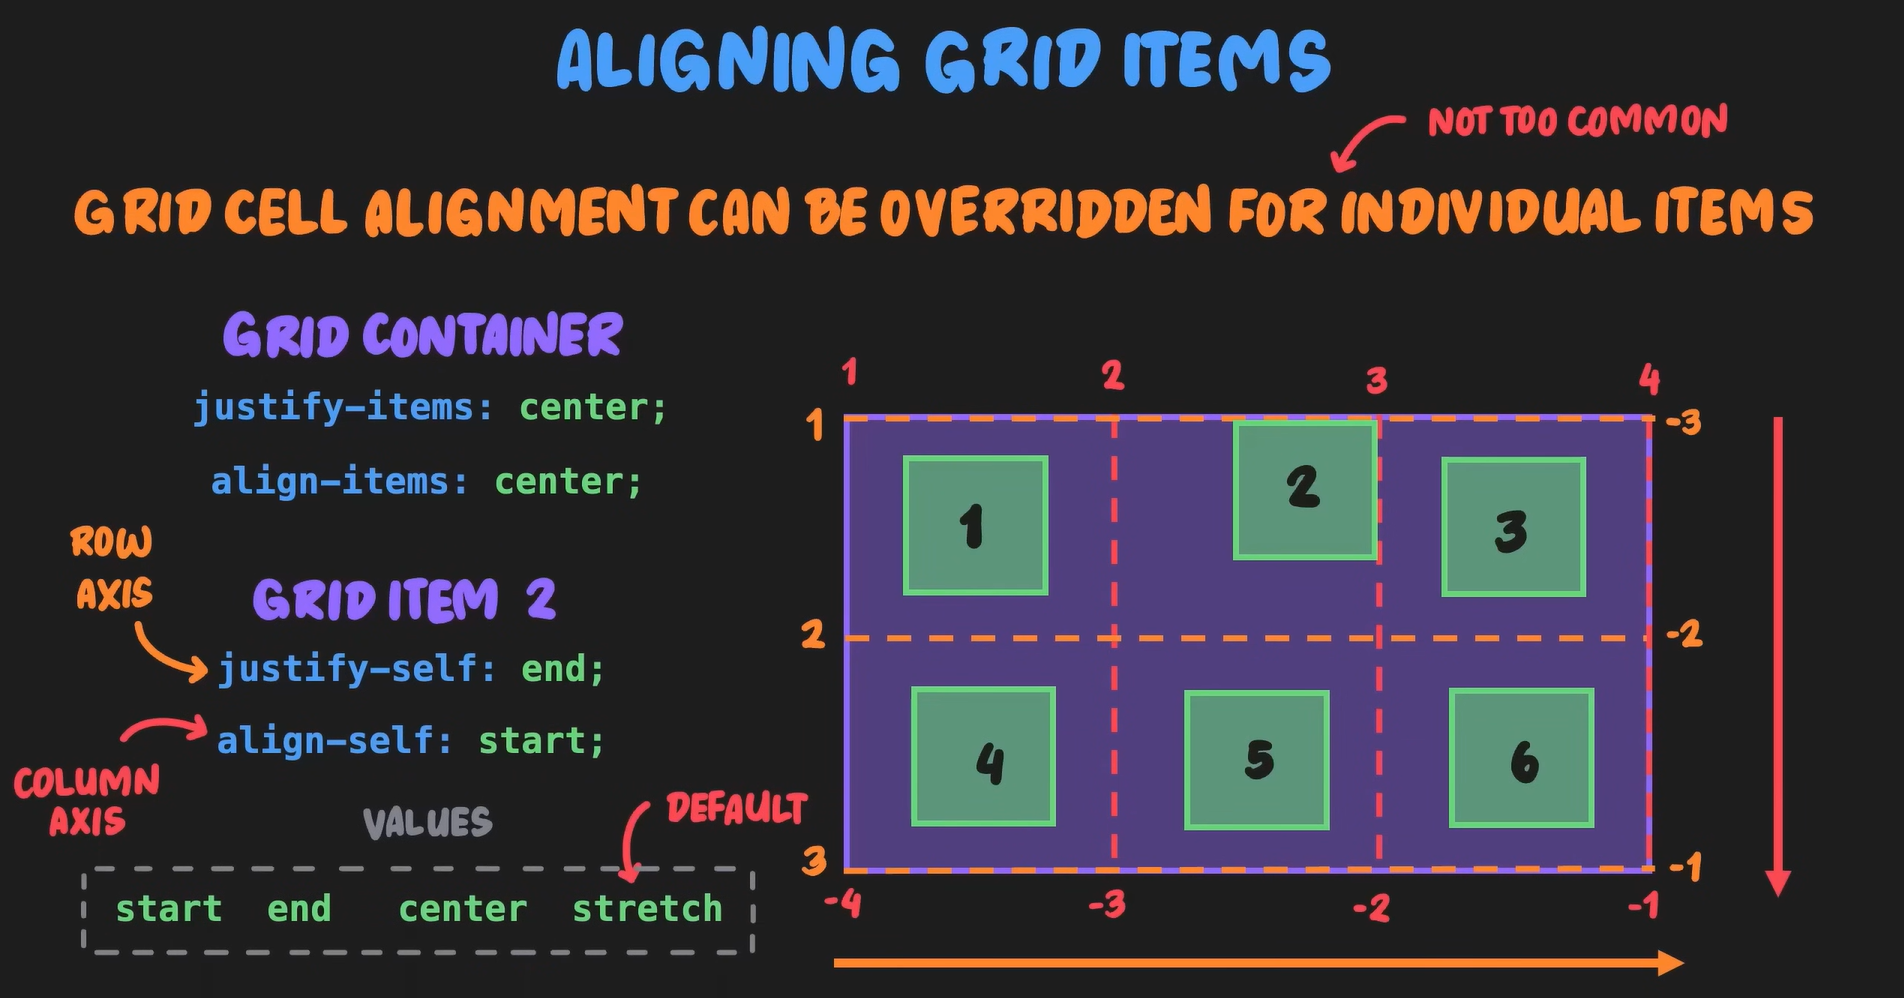 ALIGNING GRID ITEMS
NOT TOO COMMON
GRID CELL ALIGNMENT CAN BE OVERRIDDEN FOR INDIVIDUAL ITEMS
GRID CONTAINER
justify-items: center;
align-items: center;
ROW
AXIS
GRID ITEM 2
justify-self: end;
align-self: start;
COLUMN
AXIS
VALUES
DEFAULT
start end center stretch
1 2 3 4
1 -3
1 2 3
2 -2
4 5 6
3 -1
-4 -3 -2 -1